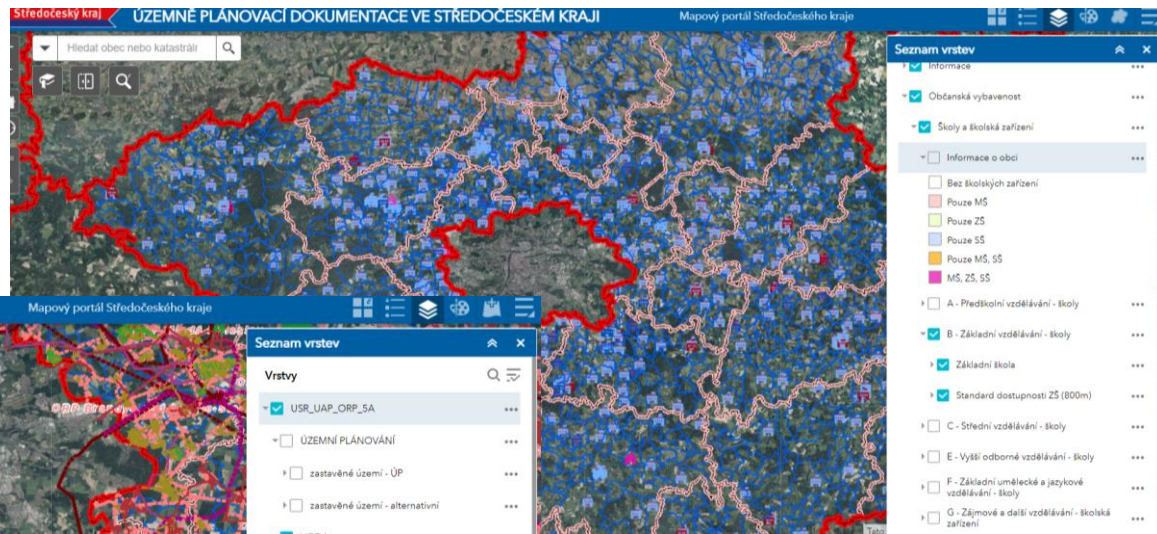 Středočeský kraj
ÚZEMNĚ PLÁNOVACÍ DOKUMENTACE VE STŘEDOČESKÉM KRAJI
Mapový portál Středočeského kraje
Hledat obec nebo katastráln
Seznam vrstev
Informace
Občanská vybavenost
Školy a školská zařízení
Informace o obci
Bez školských zařízení
Pouze MŠ
Pouze ZŠ
Pouze SŠ
Pouze MŠ, SŠ
MŠ, ZŠ, SŠ
A - Předškolní vzdělávání - školy
B - Základní vzdělávání - školy
Základní škola
Standard dostupnosti ZŠ (800m)
C - Střední vzdělávání - školy
E - Vyšší odborné vzdělávání - školy
F - Základní umělecké a jazykové
vzdělávání - školy
G - Zájmové a další vzdělávání - školská
zařízení
Mapový portál Středočeského kraje
Seznam vrstev
Vrstvy
USR_UAP_ORP_5A
ÚZEMNÍ PLÁNOVÁNÍ
zastavěné území - ÚP
zastavěné území - alternativní